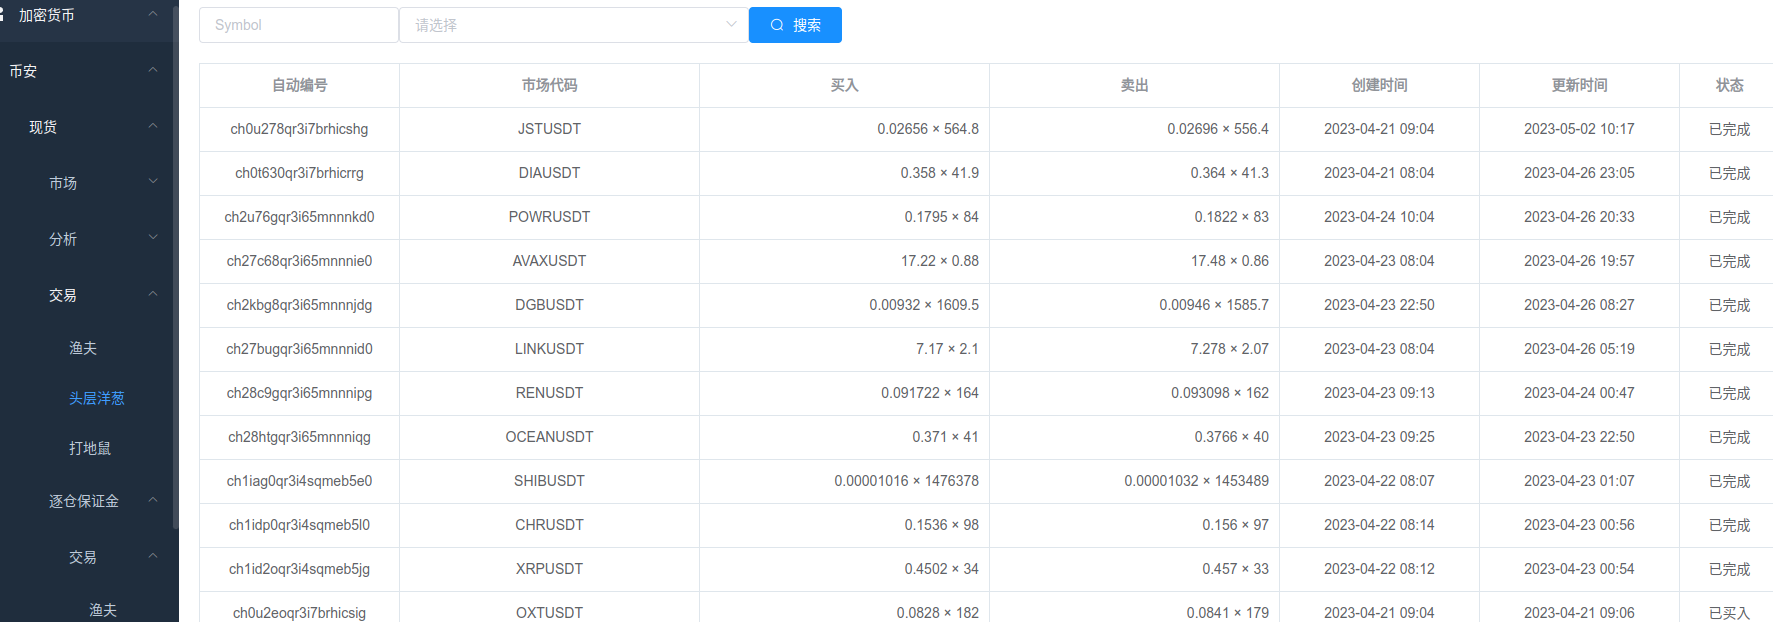 加密货币
币安
现货
市场
分析
交易
渔夫
头层洋葱
打地鼠
逐仓保证金
交易
渔夫
Symbol 请选择 搜索
自动编号 市场代码 买入 卖出 创建时间 更新时间 状态
ch0u278qr3i7brhicshg JSTUSDT 0.02656 × 564.8 0.02696 × 556.4 2023-04-21 09:04 2023-05-02 10:17 已完成
ch0t630qr3i7brhicrrg DIAUSDT 0.358 × 41.9 0.364 × 41.3 2023-04-21 08:04 2023-04-26 23:05 已完成
ch2u76gqr3i65mnnnkd0 POWRUSDT 0.1795 × 84 0.1822 × 83 2023-04-24 10:04 2023-04-26 20:33 已完成
ch27c68qr3i65mnnnie0 AVAXUSDT 17.22 × 0.88 17.48 × 0.86 2023-04-23 08:04 2023-04-26 19:57 已完成
ch2kbg8qr3i65mnnnjdg DGBUSDT 0.00932 × 1609.5 0.00946 × 1585.7 2023-04-23 22:50 2023-04-26 08:27 已完成
ch27bugqr3i65mnnnid0 LINKUSDT 7.17 × 2.1 7.278 × 2.07 2023-04-23 08:04 2023-04-26 05:19 已完成
ch28c9gqr3i65mnnnipg RENUSDT 0.091722 × 164 0.093098 × 162 2023-04-23 09:13 2023-04-24 00:47 已完成
ch28htgqr3i65mnnniqg OCEANUSDT 0.371 × 41 0.3766 × 40 2023-04-23 09:25 2023-04-23 22:50 已完成
ch1iag0qr3i4sqmeb5e0 SHIBUSDT 0.00001016 × 1476378 0.00001032 × 1453489 2023-04-22 08:07 2023-04-23 01:07 已完成
ch1idp0qr3i4sqmeb5l0 CHRUSDT 0.1536 × 98 0.156 × 97 2023-04-22 08:14 2023-04-23 00:56 已完成
ch1id2oqr3i4sqmeb5jg XRPUSDT 0.4502 × 34 0.457 × 33 2023-04-22 08:12 2023-04-23 00:54 已完成
ch0u2eoqr3i7brhicsig OXTUSDT 0.0828 × 182 0.0841 × 179 2023-04-21 09:04 2023-04-21 09:06 已买入